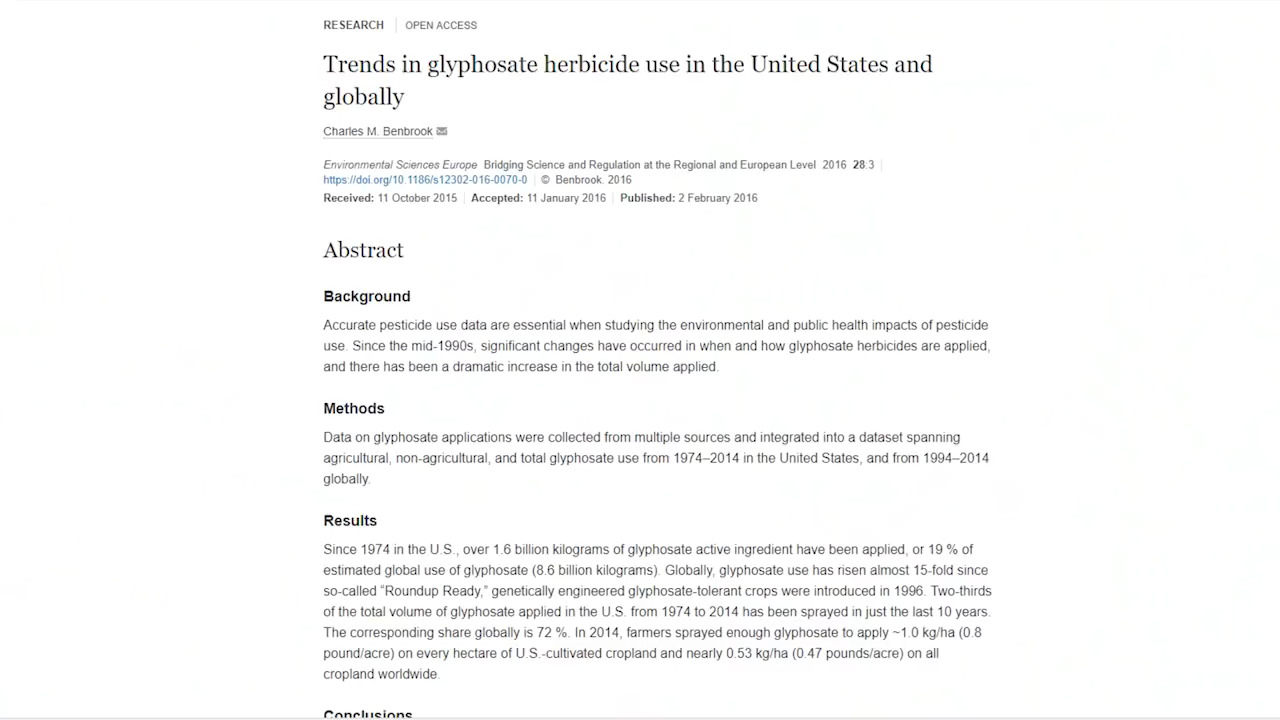 RESEARCH | OPEN ACCESS
Trends in glyphosate herbicide use in the United States and
globally
Charles M. Benbrook
Environmental Sciences Europe Bridging Science and Regulation at the Regional and European Level 2016 28:3 |
https://doi.org/10.1186/s12302-016-0070-0 | © Benbrook. 2016
Received: 11 October 2015 | Accepted: 11 January 2016 | Published: 2 February 2016
Abstract
Background
Accurate pesticide use data are essential when studying the environmental and public health impacts of pesticide
use. Since the mid-1990s, significant changes have occurred in when and how glyphosate herbicides are applied,
and there has been a dramatic increase in the total volume applied.
Methods
Data on glyphosate applications were collected from multiple sources and integrated into a dataset spanning
agricultural, non-agricultural, and total glyphosate use from 1974–2014 in the United States, and from 1994–2014
globally.
Results
Since 1974 in the U.S., over 1.6 billion kilograms of glyphosate active ingredient have been applied, or 19 % of
estimated global use of glyphosate (8.6 billion kilograms). Globally, glyphosate use has risen almost 15-fold since
so-called “Roundup Ready,” genetically engineered glyphosate-tolerant crops were introduced in 1996. Two-thirds
of the total volume of glyphosate applied in the U.S. from 1974 to 2014 has been sprayed in just the last 10 years.
The corresponding share globally is 72 %. In 2014, farmers sprayed enough glyphosate to apply ~1.0 kg/ha (0.8
pound/acre) on every hectare of U.S.-cultivated cropland and nearly 0.53 kg/ha (0.47 pounds/acre) on all
cropland worldwide.
Conclusions